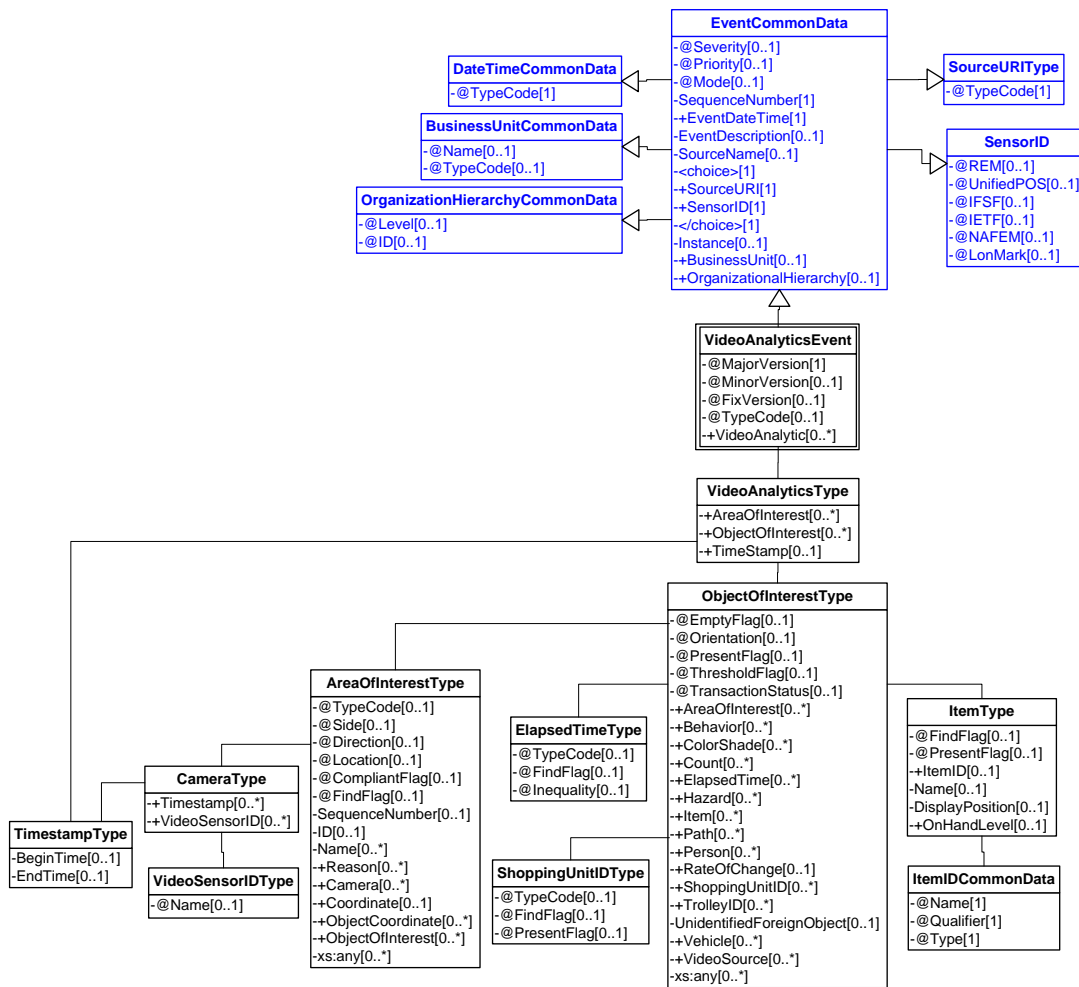 EventCommonData
-@Severity[0..1]
-@Priority[0..1]
-@Mode[0..1]
-SequenceNumber[1]
-+EventDateTime[1]
-EventDescription[0..1]
-SourceName[0..1]
-<choice>[1]
-+SourceURI[1]
-+SensorID[1]
-</choice>[1]
-Instance[0..1]
-+BusinessUnit[0..1]
-+OrganizationalHierarchy[0..1]
DateTimeCommonData
-@TypeCode[1]
BusinessUnitCommonData
-@Name[0..1]
-@TypeCode[0..1]
OrganizationHierarchyCommonData
-@Level[0..1]
-@ID[0..1]
SourceURIType
-@TypeCode[1]
SensorID
-@REM[0..1]
-@UnifiedPOS[0..1]
-@IFSF[0..1]
-@IETF[0..1]
-@NAFEM[0..1]
-@LonMark[0..1]
VideoAnalyticsEvent
-@MajorVersion[1]
-@MinorVersion[0..1]
-@FixVersion[0..1]
-@TypeCode[0..1]
-+VideoAnalytic[0..*]
VideoAnalyticsType
-+AreaOfInterest[0..*]
-+ObjectOfInterest[0..*]
-+TimeStamp[0..1]
ObjectOfInterestType
-@EmptyFlag[0..1]
-@Orientation[0..1]
-@PresentFlag[0..1]
-@ThresholdFlag[0..1]
-@TransactionStatus[0..1]
-+AreaOfInterest[0..*]
-+Behavior[0..*]
-+ColorShade[0..*]
-+Count[0..*]
-+ElapsedTime[0..*]
-+Hazard[0..*]
-+Item[0..*]
-+Path[0..*]
-+Person[0..*]
-+RateOfChange[0..1]
-+ShoppingUnitID[0..*]
-+TrolleyID[0..*]
-UnidentifiedForeignObject[0..1]
-+Vehicle[0..*]
-+VideoSource[0..*]
-xs:any[0..*]
AreaOfInterestType
-@TypeCode[0..1]
-@Side[0..1]
-@Direction[0..1]
-@Location[0..1]
-@CompliantFlag[0..1]
-@FindFlag[0..1]
-SequenceNumber[0..1]
-ID[0..1]
-Name[0..*]
-+Reason[0..*]
-+Camera[0..*]
-+Coordinate[0..1]
-+ObjectCoordinate[0..*]
-+ObjectOfInterest[0..*]
-xs:any[0..*]
ElapsedTimeType
-@TypeCode[0..1]
-@FindFlag[0..1]
-@Inequality[0..1]
ItemType
-@FindFlag[0..1]
-@PresentFlag[0..1]
-+ItemID[0..1]
-Name[0..1]
-DisplayPosition[0..1]
-+OnHandLevel[0..1]
CameraType
-+Timestamp[0..*]
-+VideoSensorID[0..*]
TimestampType
-BeginTime[0..1]
-EndTime[0..1]
VideoSensorIDType
-@Name[0..1]
ShoppingUnitIDType
-@TypeCode[0..1]
-@FindFlag[0..1]
-@PresentFlag[0..1]
ItemIDCommonData
-@Name[1]
-@Qualifier[1]
-@Type[1]